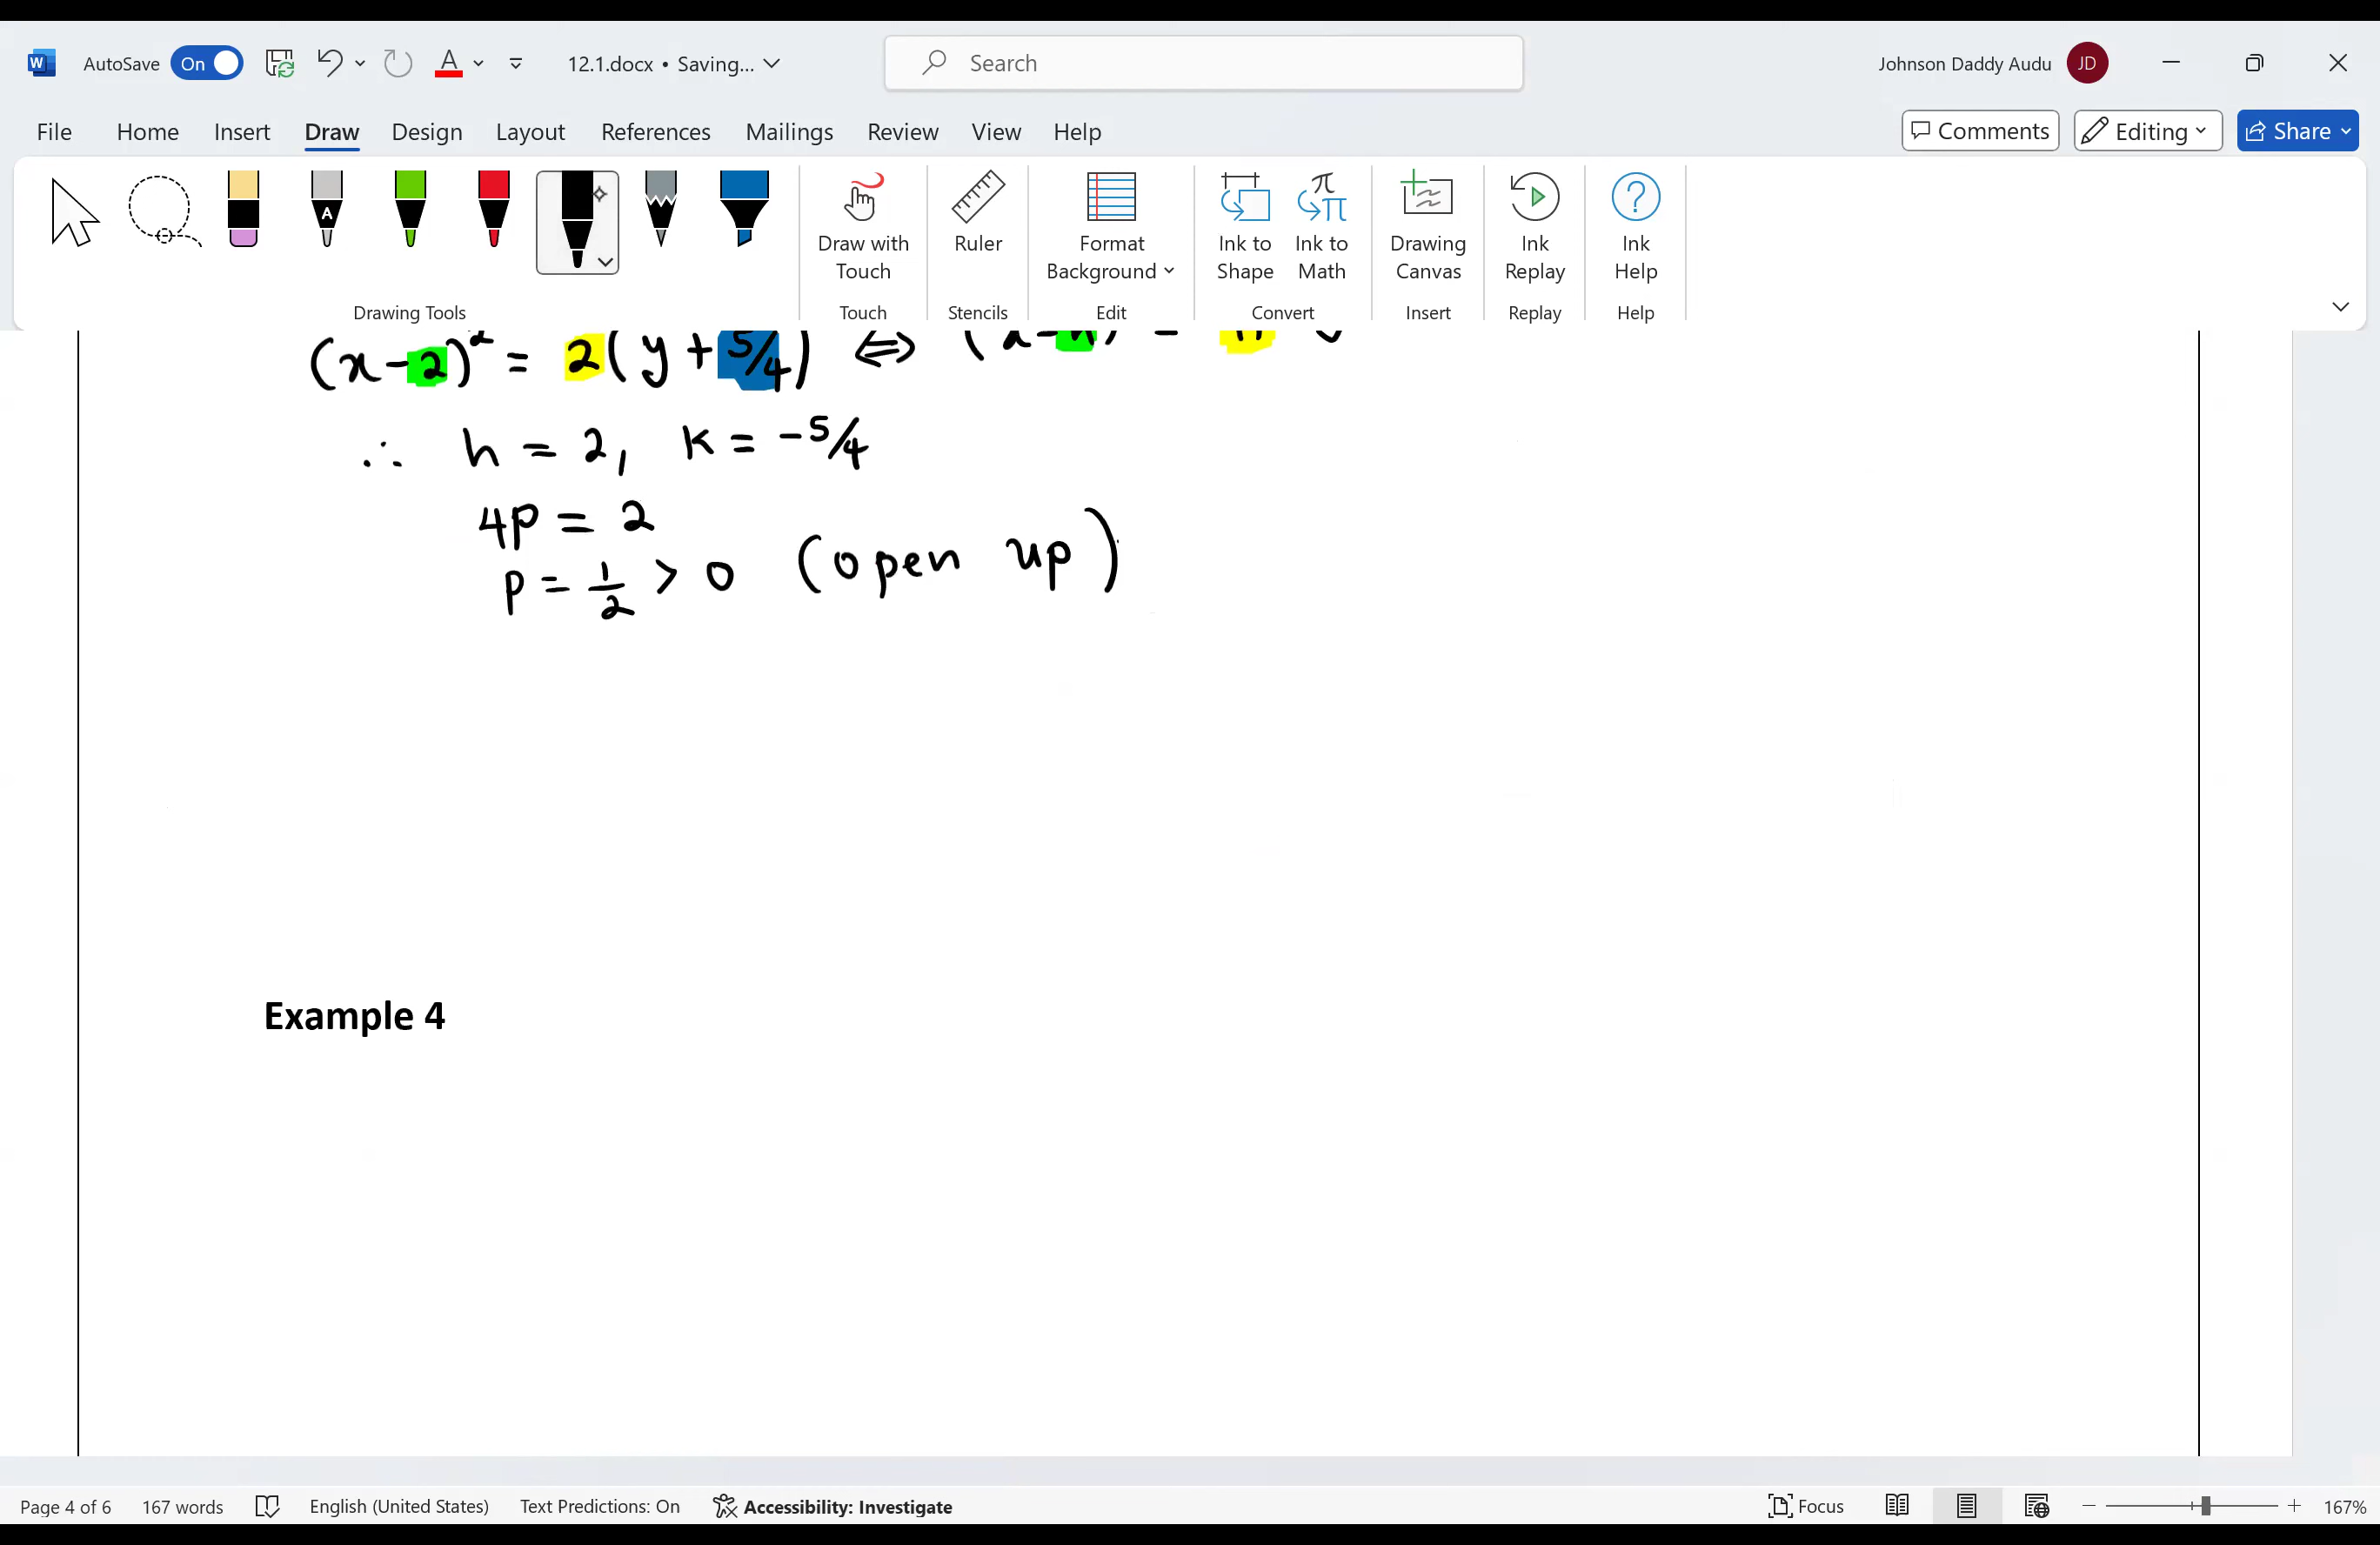 AutoSave On 12.1.docx • Saving... Search Johnson Daddy Audu JD
File Home Insert Draw Design Layout References Mailings Review View Help Comments Editing Share
A
Draw with Touch Ruler Format Background Ink to Shape Ink to Math Drawing Canvas Ink Replay Ink Help
Drawing Tools Touch Stencils Edit Convert Insert Replay Help
(x-2)² = 2(y + 5/4) ⇔
∴ h = 2, k = -5/4
4p = 2
p = 1/2 > 0 (open up)
Example 4
Page 4 of 6 167 words English (United States) Text Predictions: On Accessibility: Investigate Focus 167%